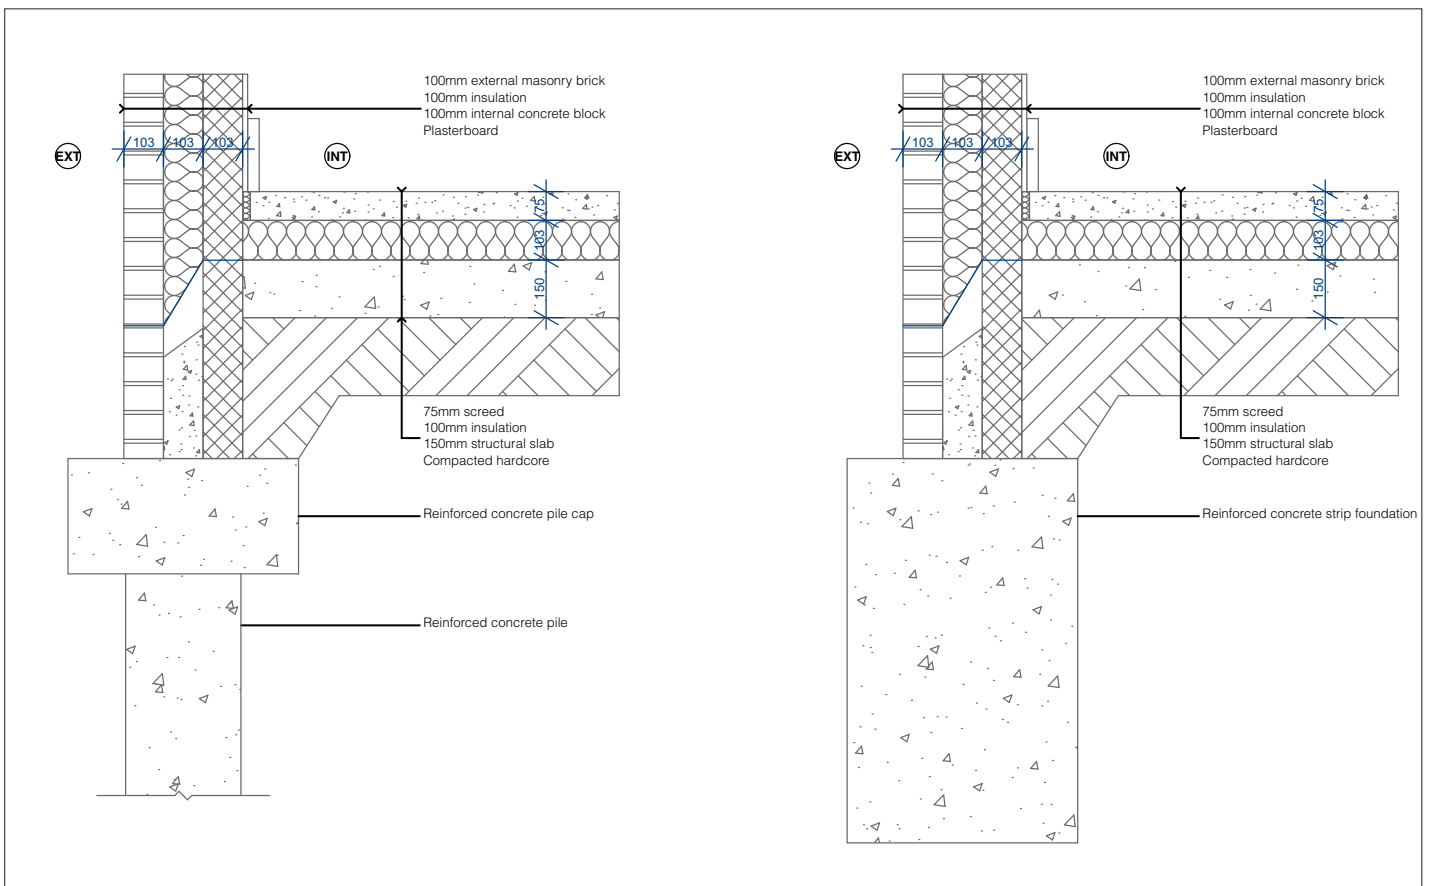 100mm external masonry brick
100mm insulation
100mm internal concrete block
Plasterboard
103 103 103
EXT
INT
75
103
150
75mm screed
100mm insulation
150mm structural slab
Compacted hardcore
Reinforced concrete pile cap
Reinforced concrete pile
100mm external masonry brick
100mm insulation
100mm internal concrete block
Plasterboard
103 103 103
EXT
INT
75
103
150
75mm screed
100mm insulation
150mm structural slab
Compacted hardcore
Reinforced concrete strip foundation